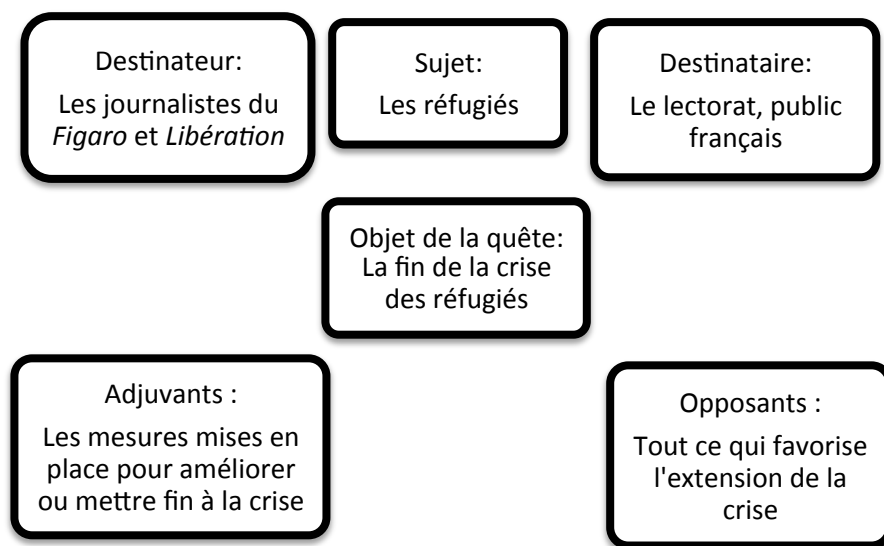 Destinateur:
Les journalistes du
Figaro et Libération
Sujet:
Les réfugiés
Destinataire:
Le lectorat, public
français
Objet de la quête:
La fin de la crise
des réfugiés
Adjuvants :
Les mesures mises en
place pour améliorer
ou mettre fin à la crise
Opposants :
Tout ce qui favorise
l'extension de la
crise